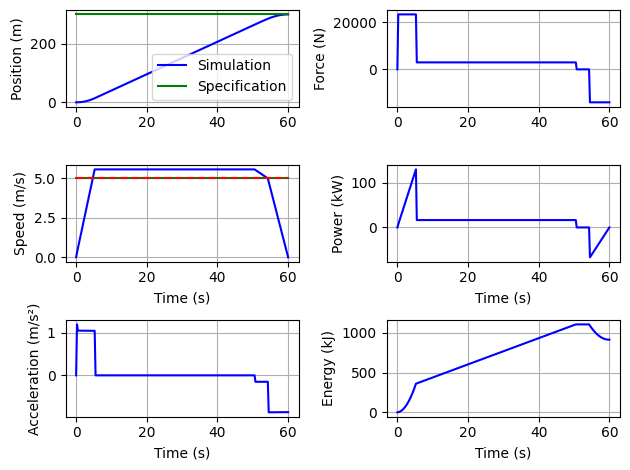 Position (m)
200
0
0 20 40 60
Simulation
Specification
Force (N)
20000
0
0 20 40 60
Speed (m/s)
5.0
2.5
0.0
0 20 40 60
Time (s)
Power (kW)
100
0
0 20 40 60
Time (s)
Acceleration (m/s²)
1
0
0 20 40 60
Time (s)
Energy (kJ)
1000
500
0
0 20 40 60
Time (s)